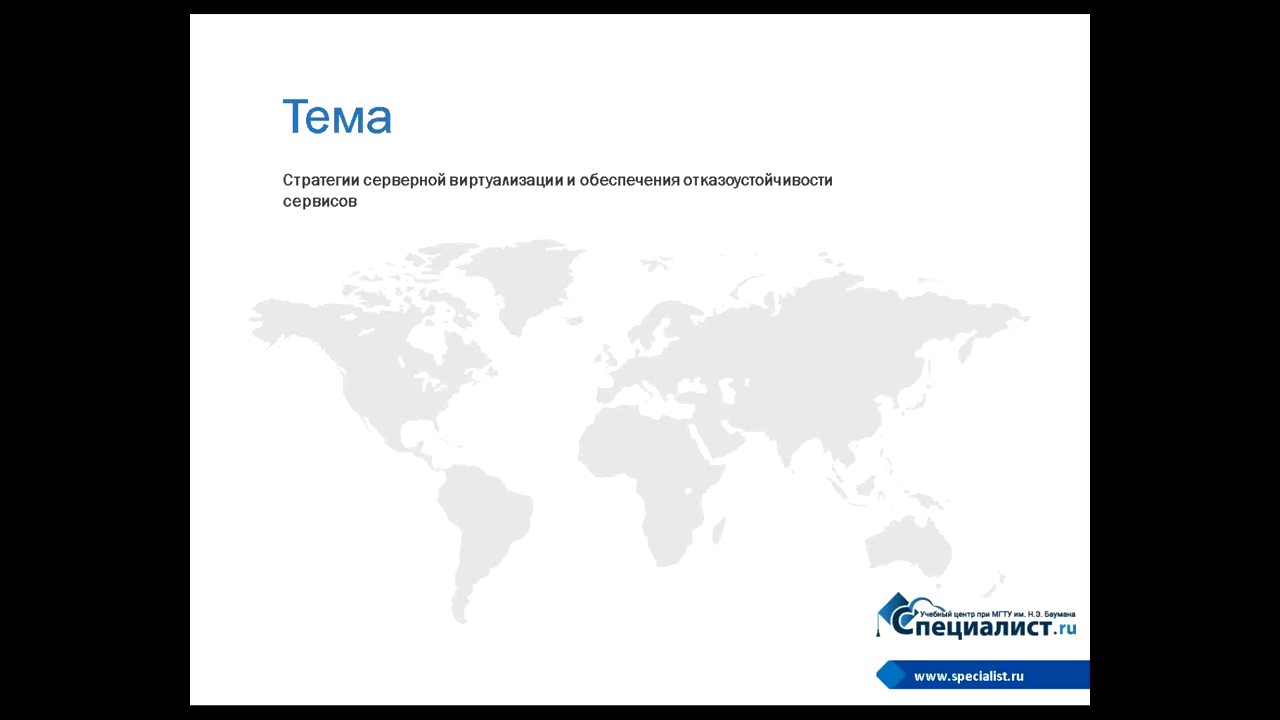 Тема
Стратегии серверной виртуализации и обеспечения отказоустойчивости
сервисов
Учебный центр при МГТУ им. Н.Э. Баумана
Специалист.ru
www.specialist.ru